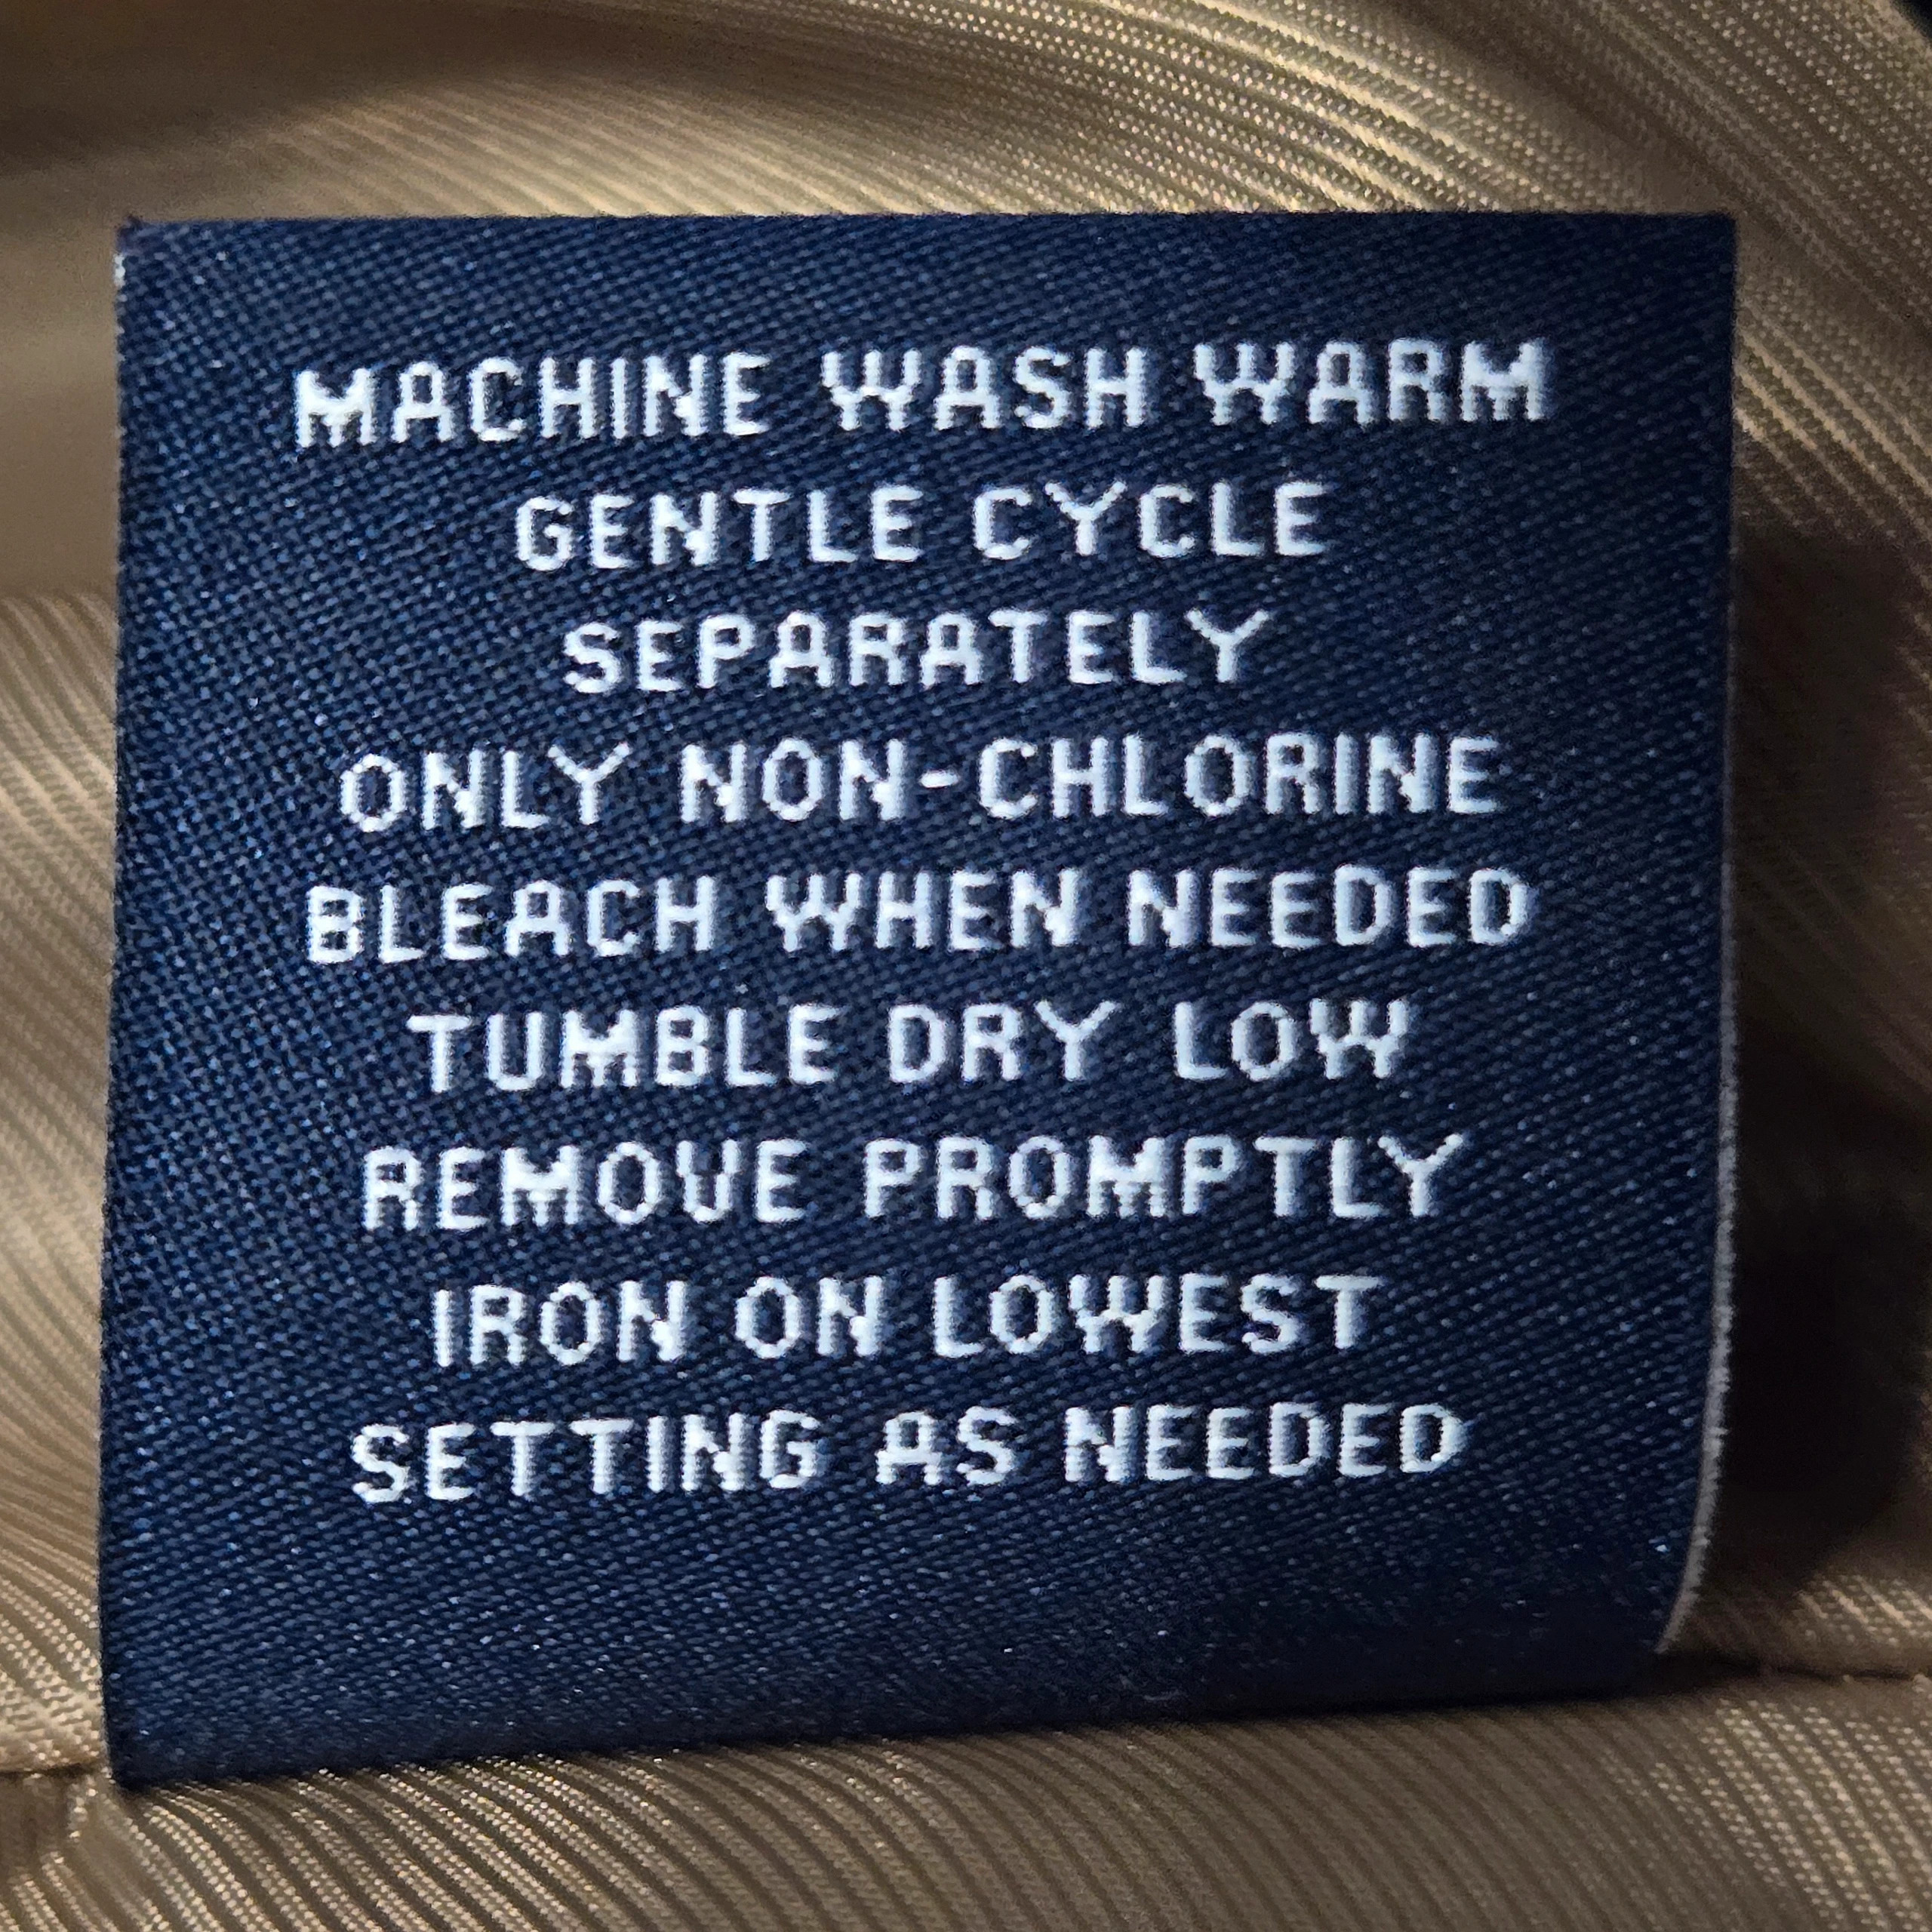 MACHINE WASH WARM
GENTLE CYCLE
SEPARATELY
ONLY NON-CHLORINE
BLEACH WHEN NEEDED
TUMBLE DRY LOW
REMOVE PROMPTLY
IRON ON LOWEST
SETTING AS NEEDED